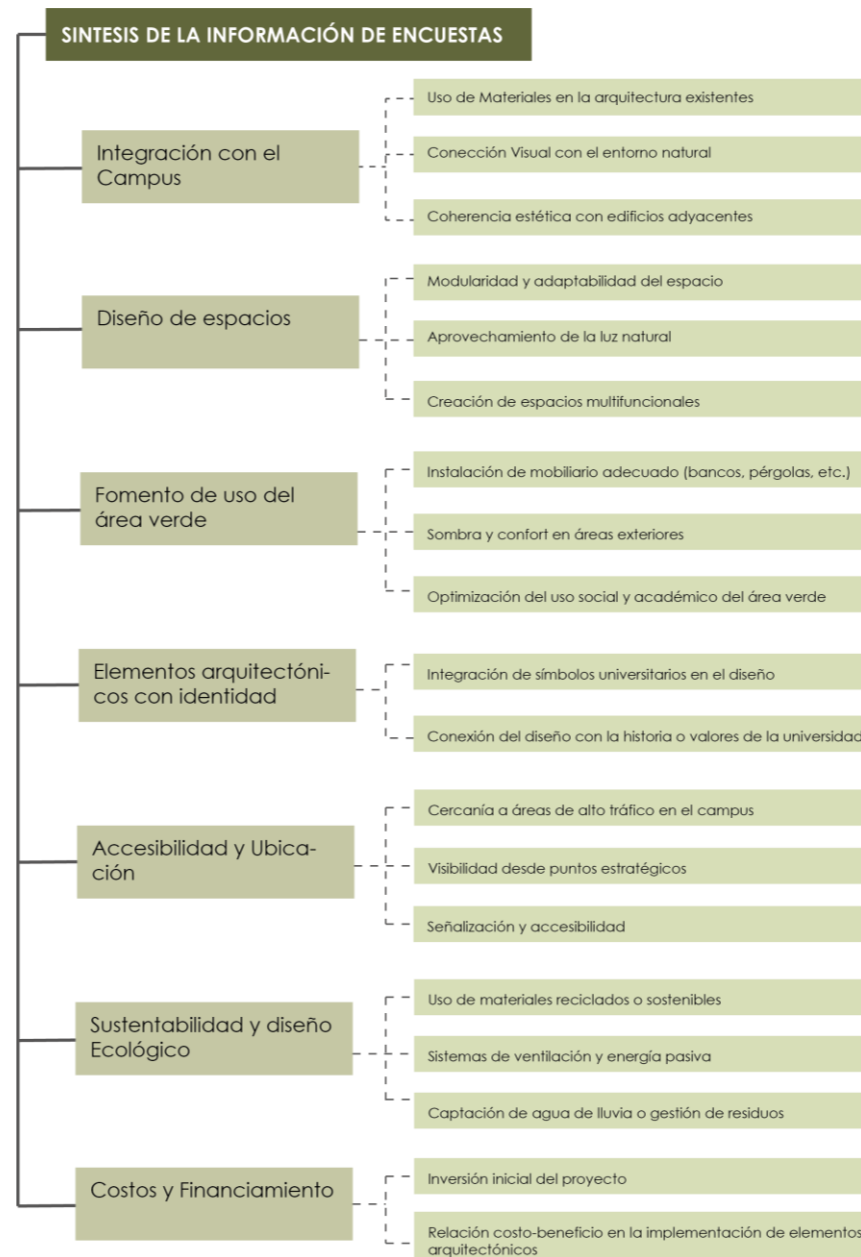 SINTESIS DE LA INFORMACIÓN DE ENCUESTAS
Integración con el
Campus
Uso de Materiales en la arquitectura existentes
Conección Visual con el entorno natural
Coherencia estética con edificios adyacentes
Diseño de espacios
Modularidad y adaptabilidad del espacio
Aprovechamiento de la luz natural
Creación de espacios multifuncionales
Fomento de uso del
área verde
Instalación de mobiliario adecuado (bancos, pérgolas, etc.)
Sombra y confort en áreas exteriores
Optimización del uso social y académico del área verde
Elementos arquitectóni-
cos con identidad
Integración de símbolos universitarios en el diseño
Conexión del diseño con la historia o valores de la universidad
Accesibilidad y Ubica-
ción
Cercanía a áreas de alto tráfico en el campus
Visibilidad desde puntos estratégicos
Señalización y accesibilidad
Sustentabilidad y diseño
Ecológico
Uso de materiales reciclados o sostenibles
Sistemas de ventilación y energía pasiva
Captación de agua de lluvia o gestión de residuos
Costos y Financiamiento
Inversión inicial del proyecto
Relación costo-beneficio en la implementación de elementos
arquitectónicos